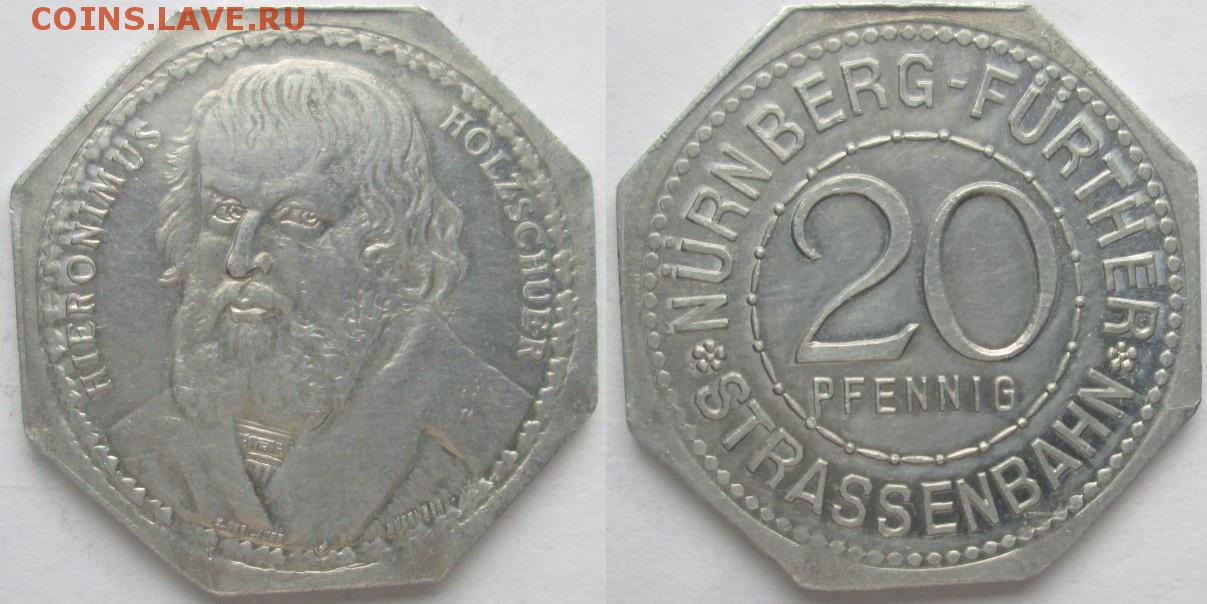 COINS.LAVE.RU
HIERONIMUS HOLZSCHUER
NÜRNBERG-FÜRTHER
STRASSENBAHN
20
PFENNIG